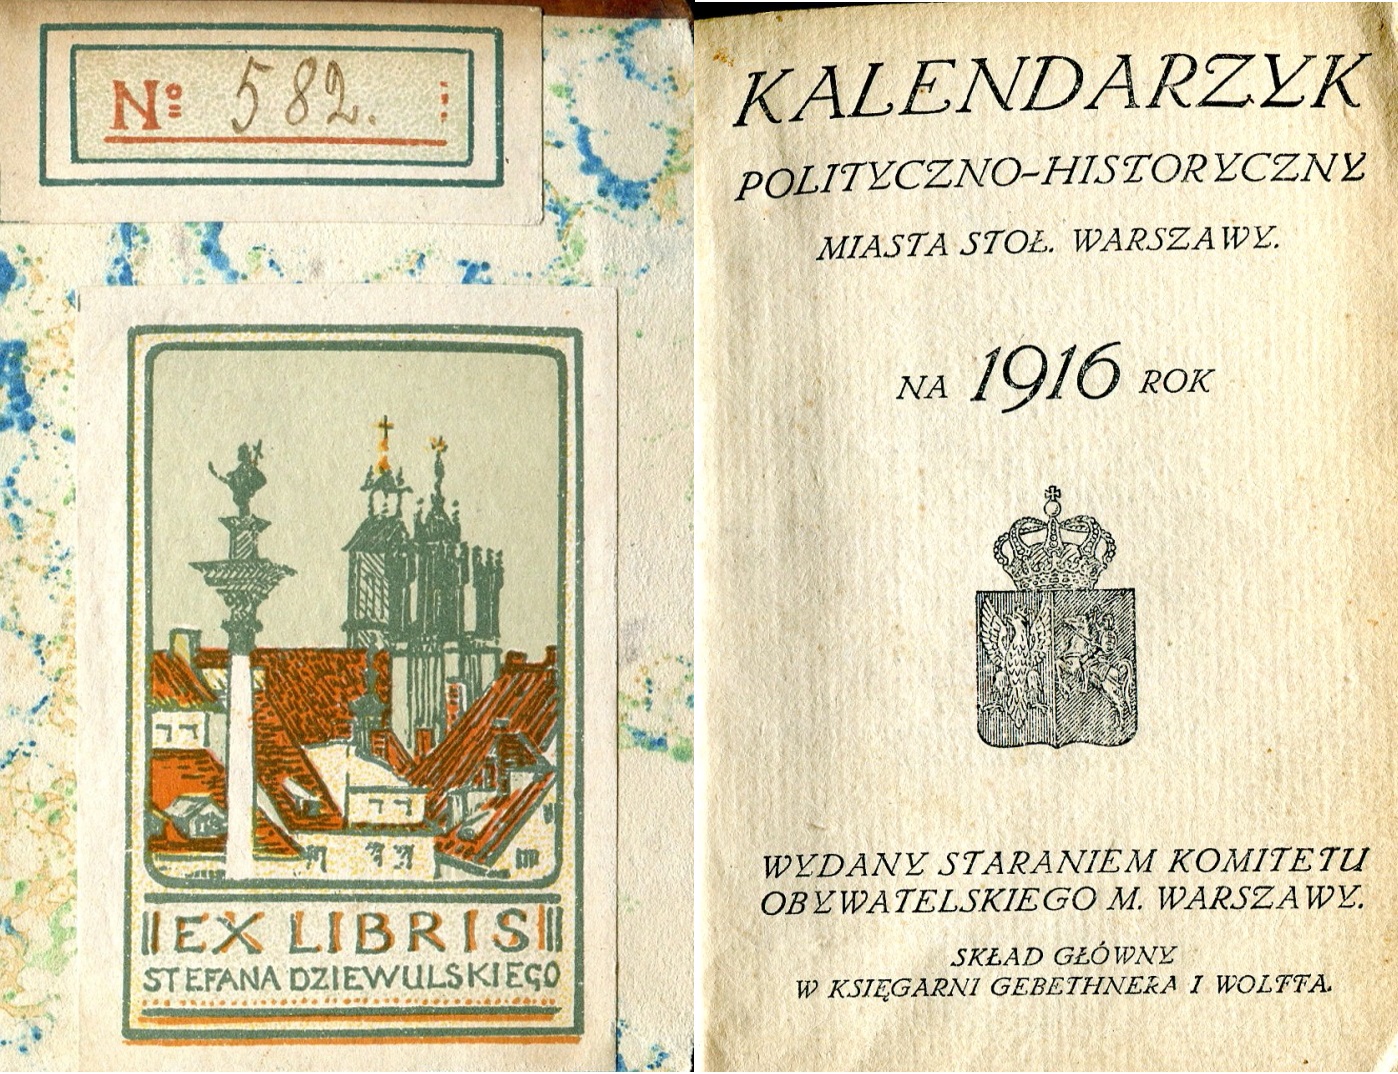 Nº 582.
EX LIBRIS
STEFANA DZIEWULSKIEGO
KALENDARZYK
POLITYCZNO-HISTORYCZNY
MIASTA STOŁ. WARSZAWY.
NA 1916 ROK
WYDANY STARANIEM KOMITETU
OBYWATELSKIEGO M. WARSZAWY.
SKŁAD GŁÓWNY
W KSIĘGARNI GEBETHNERA I WOLFFA.